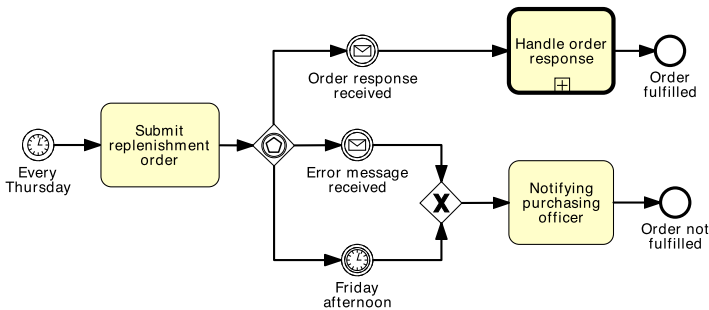 Every
Thursday
Submit
replenishment
order
Order response
received
Handle order
response
Order
fulfilled
Error message
received
Friday
afternoon
Notifying
purchasing
officer
Order not
fulfilled